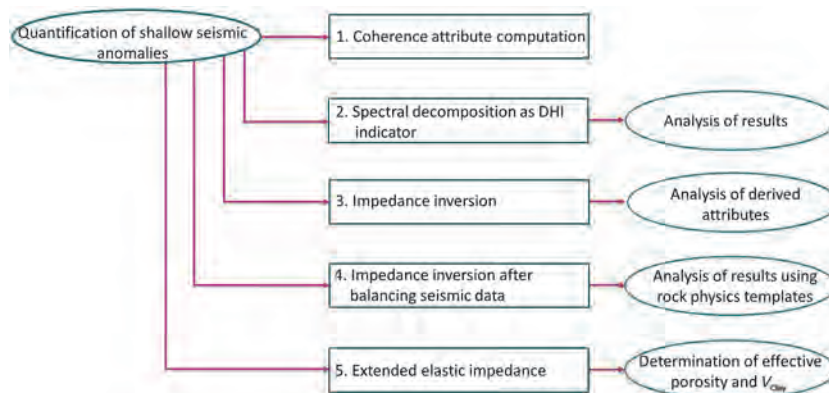 Quantification of shallow seismic
anomalies
1. Coherence attribute computation
2. Spectral decomposition as DHI
indicator
Analysis of results
3. Impedance inversion
Analysis of derived
attributes
4. Impedance inversion after
balancing seismic data
Analysis of results using
rock physics templates
5. Extended elastic impedance
Determination of effective
porosity and VClay